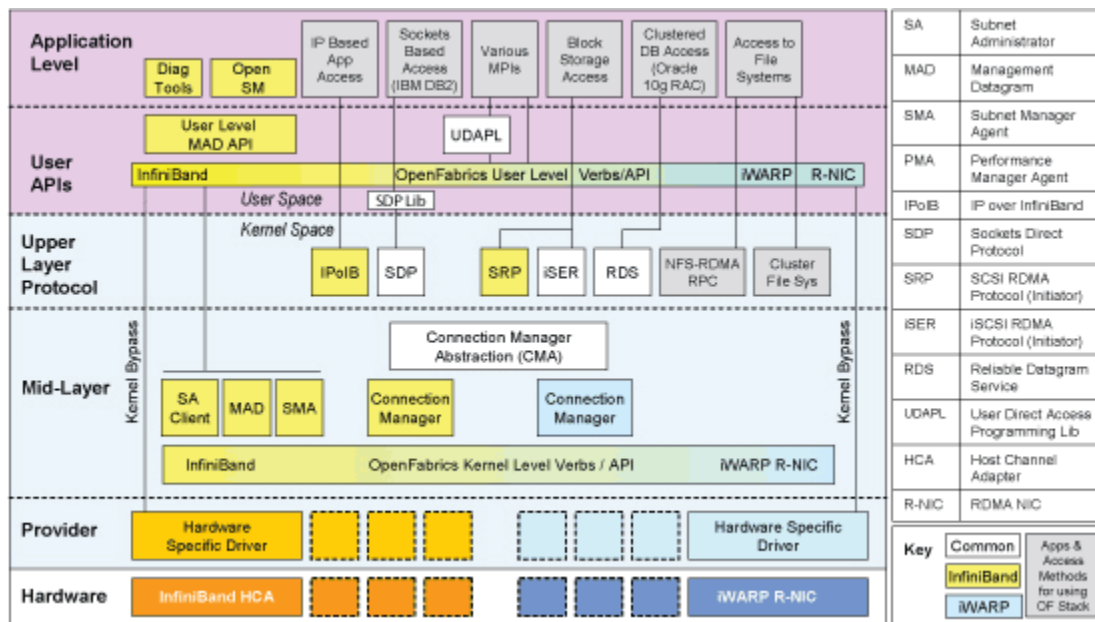 Application
Level
Diag
Tools
Open
SM
IP Based
App
Access
Sockets
Based
Access
(IBM DB2)
Various
MPIs
Block
Storage
Access
Clustered
DB Access
(Oracle
10g RAC)
Access to
File
Systems
User
APIs
User Level
MAD API
UDAPL
InfiniBand
OpenFabrics User Level Verbs/API
iWARP
R-NIC
User Space
SDP Lib
Kernel Space
Upper
Layer
Protocol
IPoIB
SDP
SRP
iSER
RDS
NFS-RDMA
RPC
Cluster
File Sys
Kernel Bypass
Kernel Bypass
Mid-Layer
Connection Manager
Abstraction (CMA)
SA
Client
MAD
SMA
Connection
Manager
Connection
Manager
InfiniBand
OpenFabrics Kernel Level Verbs / API
iWARP R-NIC
Provider
Hardware
Specific Driver
Hardware Specific
Driver
Hardware
InfiniBand HCA
iWARP R-NIC
SA Subnet
Administrator
MAD Management
Datagram
SMA Subnet Manager
Agent
PMA Performance
Manager Agent
IPoIB IP over InfiniBand
SDP Sockets Direct
Protocol
SRP SCSI RDMA
Protocol (Initiator)
iSER iSCSI RDMA
Protocol (Initiator)
RDS Reliable Datagram
Service
UDAPL User Direct Access
Programming Lib
HCA Host Channel
Adapter
R-NIC RDMA NIC
Key
Common
InfiniBand
iWARP
Apps &
Access
Methods
for using
OF Stack